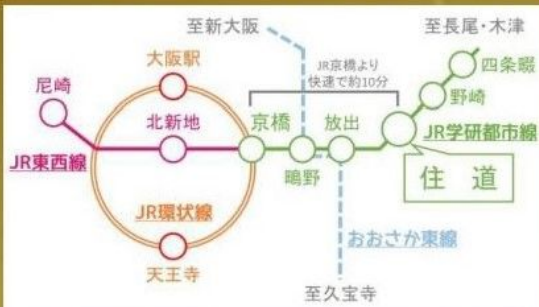 至新大阪
至長尾・木津
大阪駅
JR京橋より
快速で約10分
四条畷
尼崎
野崎
北新地
京橋
放出
JR学研都市線
JR東西線
鴫野
住道
JR環状線
おおさか東線
天王寺
至久宝寺